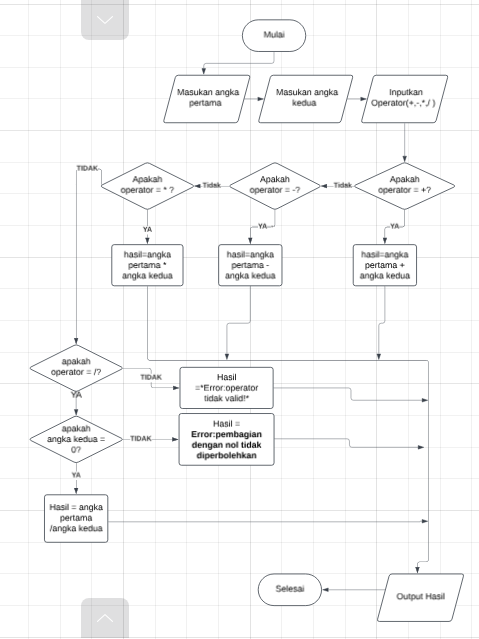 Mulai
Masukan angka
pertama
Masukan angka
kedua
Inputkan
Operator(+,-,*,/ )
TIDAK
Apakah
operator = * ?
Tidak
Apakah
operator = -?
Tidak
Apakah
operator = +?
YA
YA
YA
hasil=angka
pertama *
angka kedua
hasil=angka
pertama -
angka kedua
hasil=angka
pertama +
angka kedua
apakah
operator = /?
TIDAK
Hasil
=*Error:operator
tidak valid!*
YA
apakah
angka kedua =
0?
TIDAK
Hasil =
Error:pembagian
dengan nol tidak
diperbolehkan
YA
Hasil = angka
pertama
/angka kedua
Selesai
Output Hasil